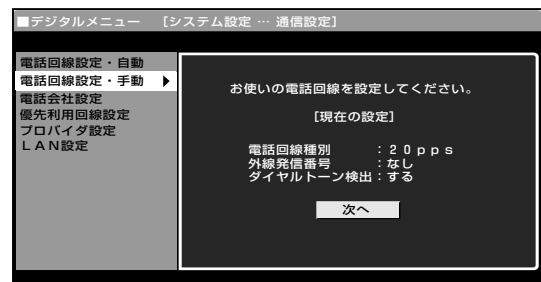 ■デジタルメニュー [システム設定 … 通信設定]
電話回線設定・自動
電話回線設定・手動 ▶
電話会社設定
優先利用回線設定
プロバイダ設定
LAN設定
お使いの電話回線を設定してください。
[現在の設定]
電話回線種別 :20pps
外線発信番号 :なし
ダイヤルトーン検出:する
次へ